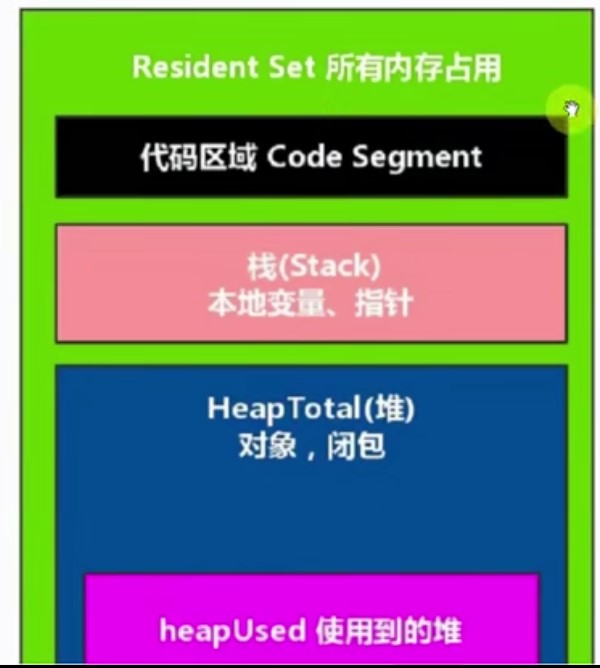 Resident Set 所有内存占用
代码区域 Code Segment
栈(Stack)
本地变量、指针
HeapTotal(堆)
对象，闭包
heapUsed 使用到的堆